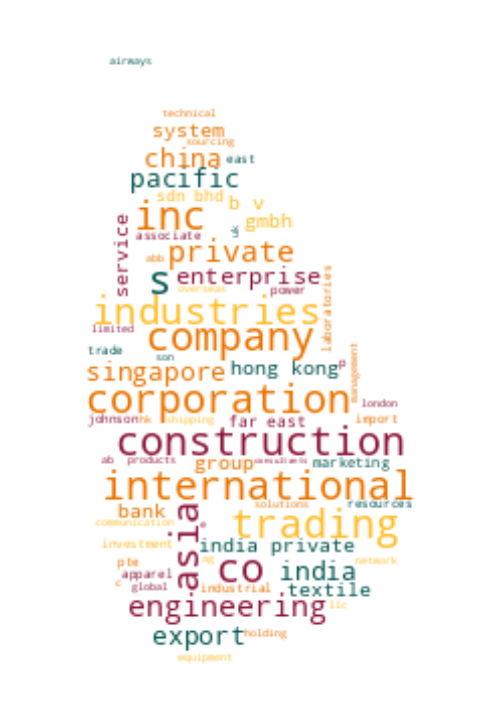 airways
technical
system
sourcing
china east
pacific
sdn bhd
b v
inc
gmbh
service
associate
uk
private
abb
s
enterprise
overseas
power
laboratories
industries
limited
company
trade
son
management
singapore
hong kong
p
corporation
london
johnson
hk
shipping
far east
import
construction
ab
products
group
consultants
marketing
international
solutions
resources
bank
trading
communication
asia
investment
india private
pte
ag
network
apparel
co
india
c
global
industrial
textile
engineering
llc
export
holding
equipment